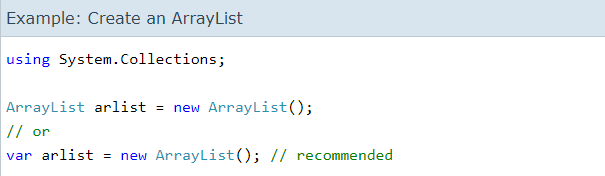 Example: Create an ArrayList
using System.Collections;
ArrayList arlist = new ArrayList();
// or
var arlist = new ArrayList(); // recommended